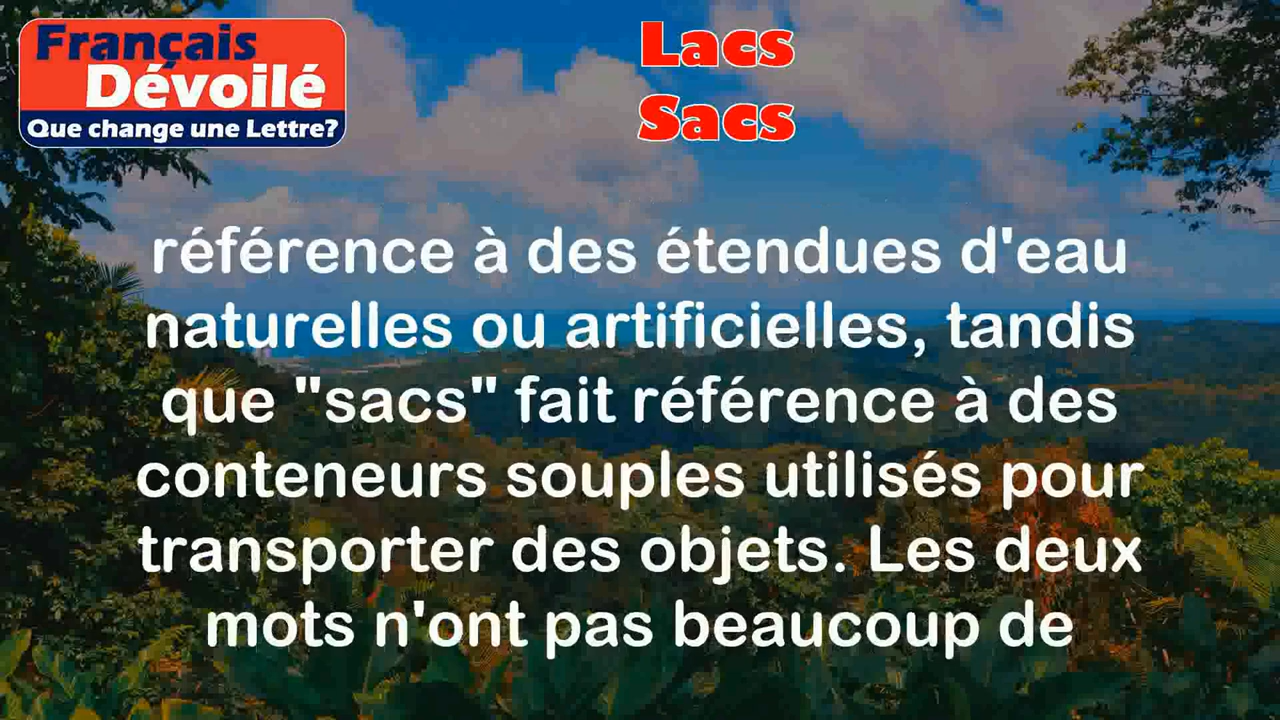 Français
Dévoilé
Que change une Lettre?
Lacs
Sacs
référence à des étendues d'eau
naturelles ou artificielles, tandis
que "sacs" fait référence à des
conteneurs souples utilisés pour
transporter des objets. Les deux
mots n'ont pas beaucoup de